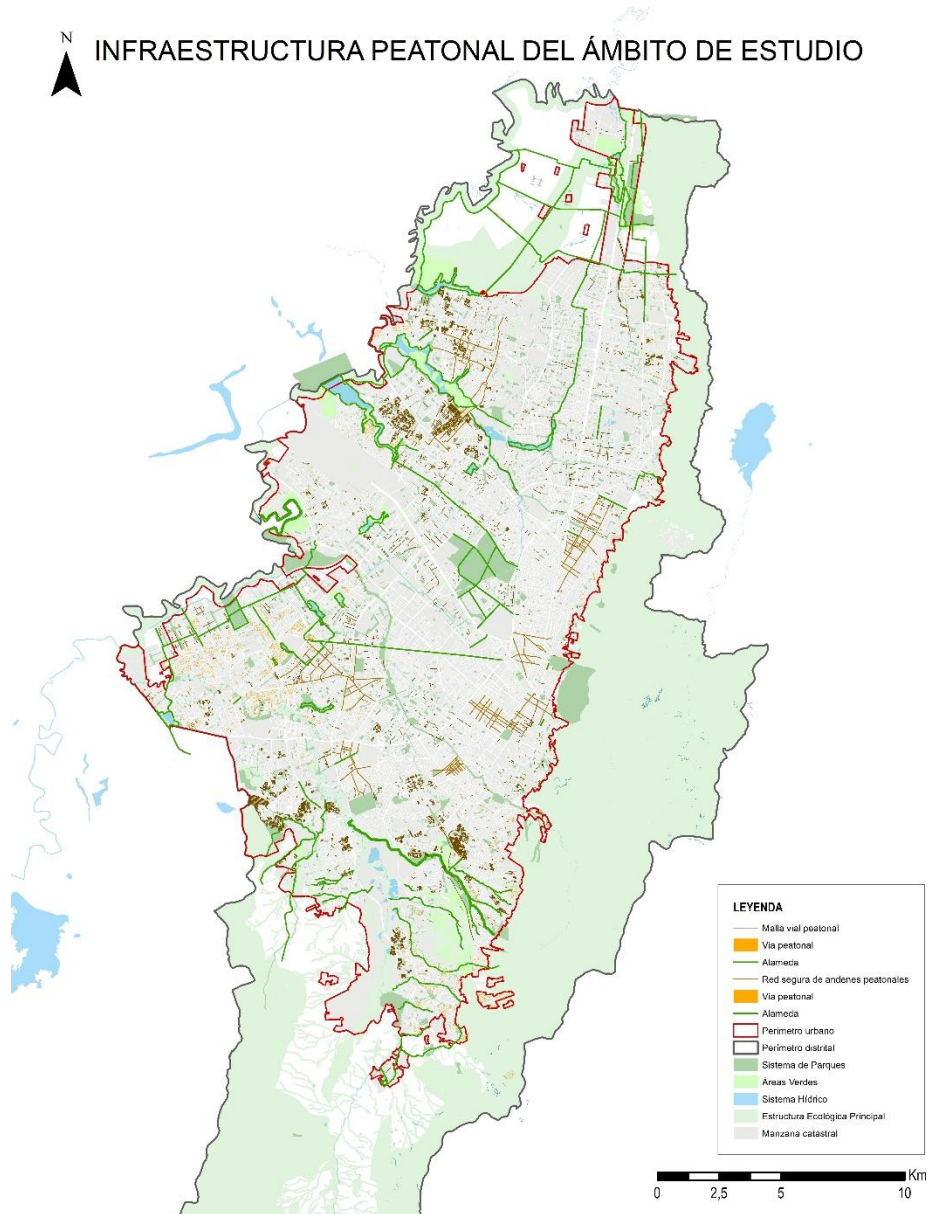 N
INFRAESTRUCTURA PEATONAL DEL ÁMBITO DE ESTUDIO
LEYENDA
Malla vial peatonal
Via peatonal
Alameda
Red segura de andenes peatonales
Via peatonal
Alameda
Perimetro urbano
Perímetro distrital
Sistema de Parques
Áreas Verdes
Sistema Hídrico
Estructura Ecológica Principal
Manzana catastral
Km
0 2,5 5 10